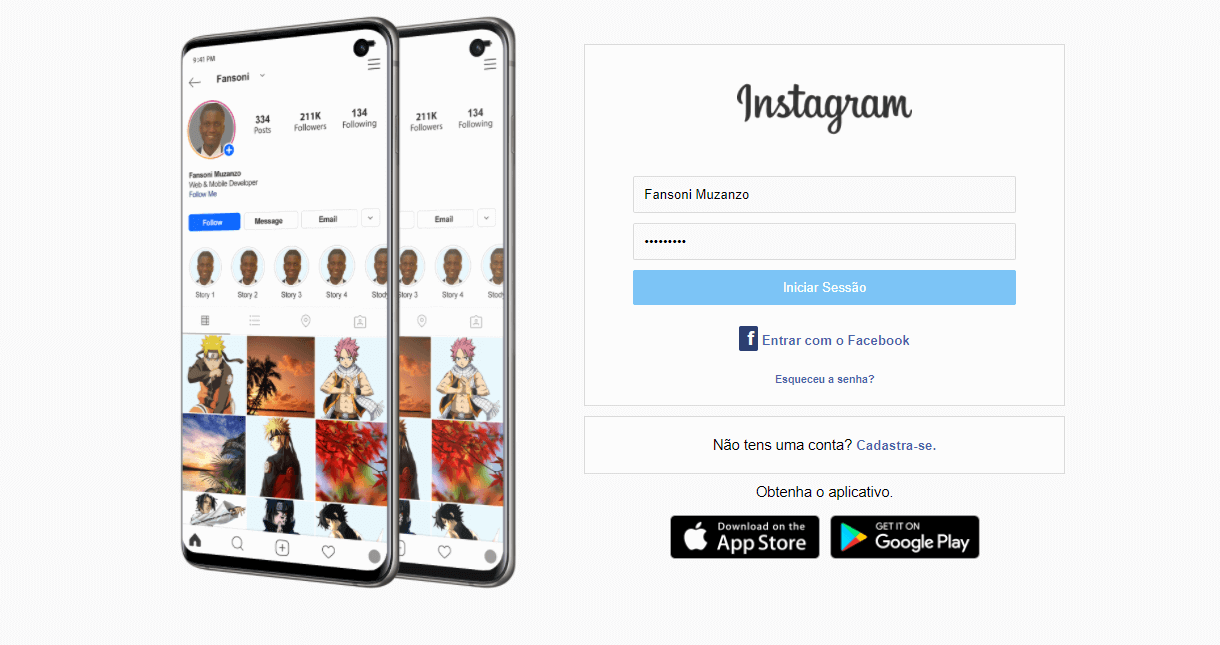 9:41 PM
Fansoni
334
Posts
211K
Followers
134
Following
Fansoni Muzanzo
Web & Mobile Developer
Follow Me
Follow
Message
Email
Story 1
Story 2
Story 3
Story 4
211K
Followers
134
Following
Email
Story 3
Story 4
Instagram
Fansoni Muzanzo
•••••••••
Iniciar Sessão
f Entrar com o Facebook
Esqueceu a senha?
Não tens uma conta? Cadastra-se.
Obtenha o aplicativo.
Download on the
App Store
GET IT ON
Google Play